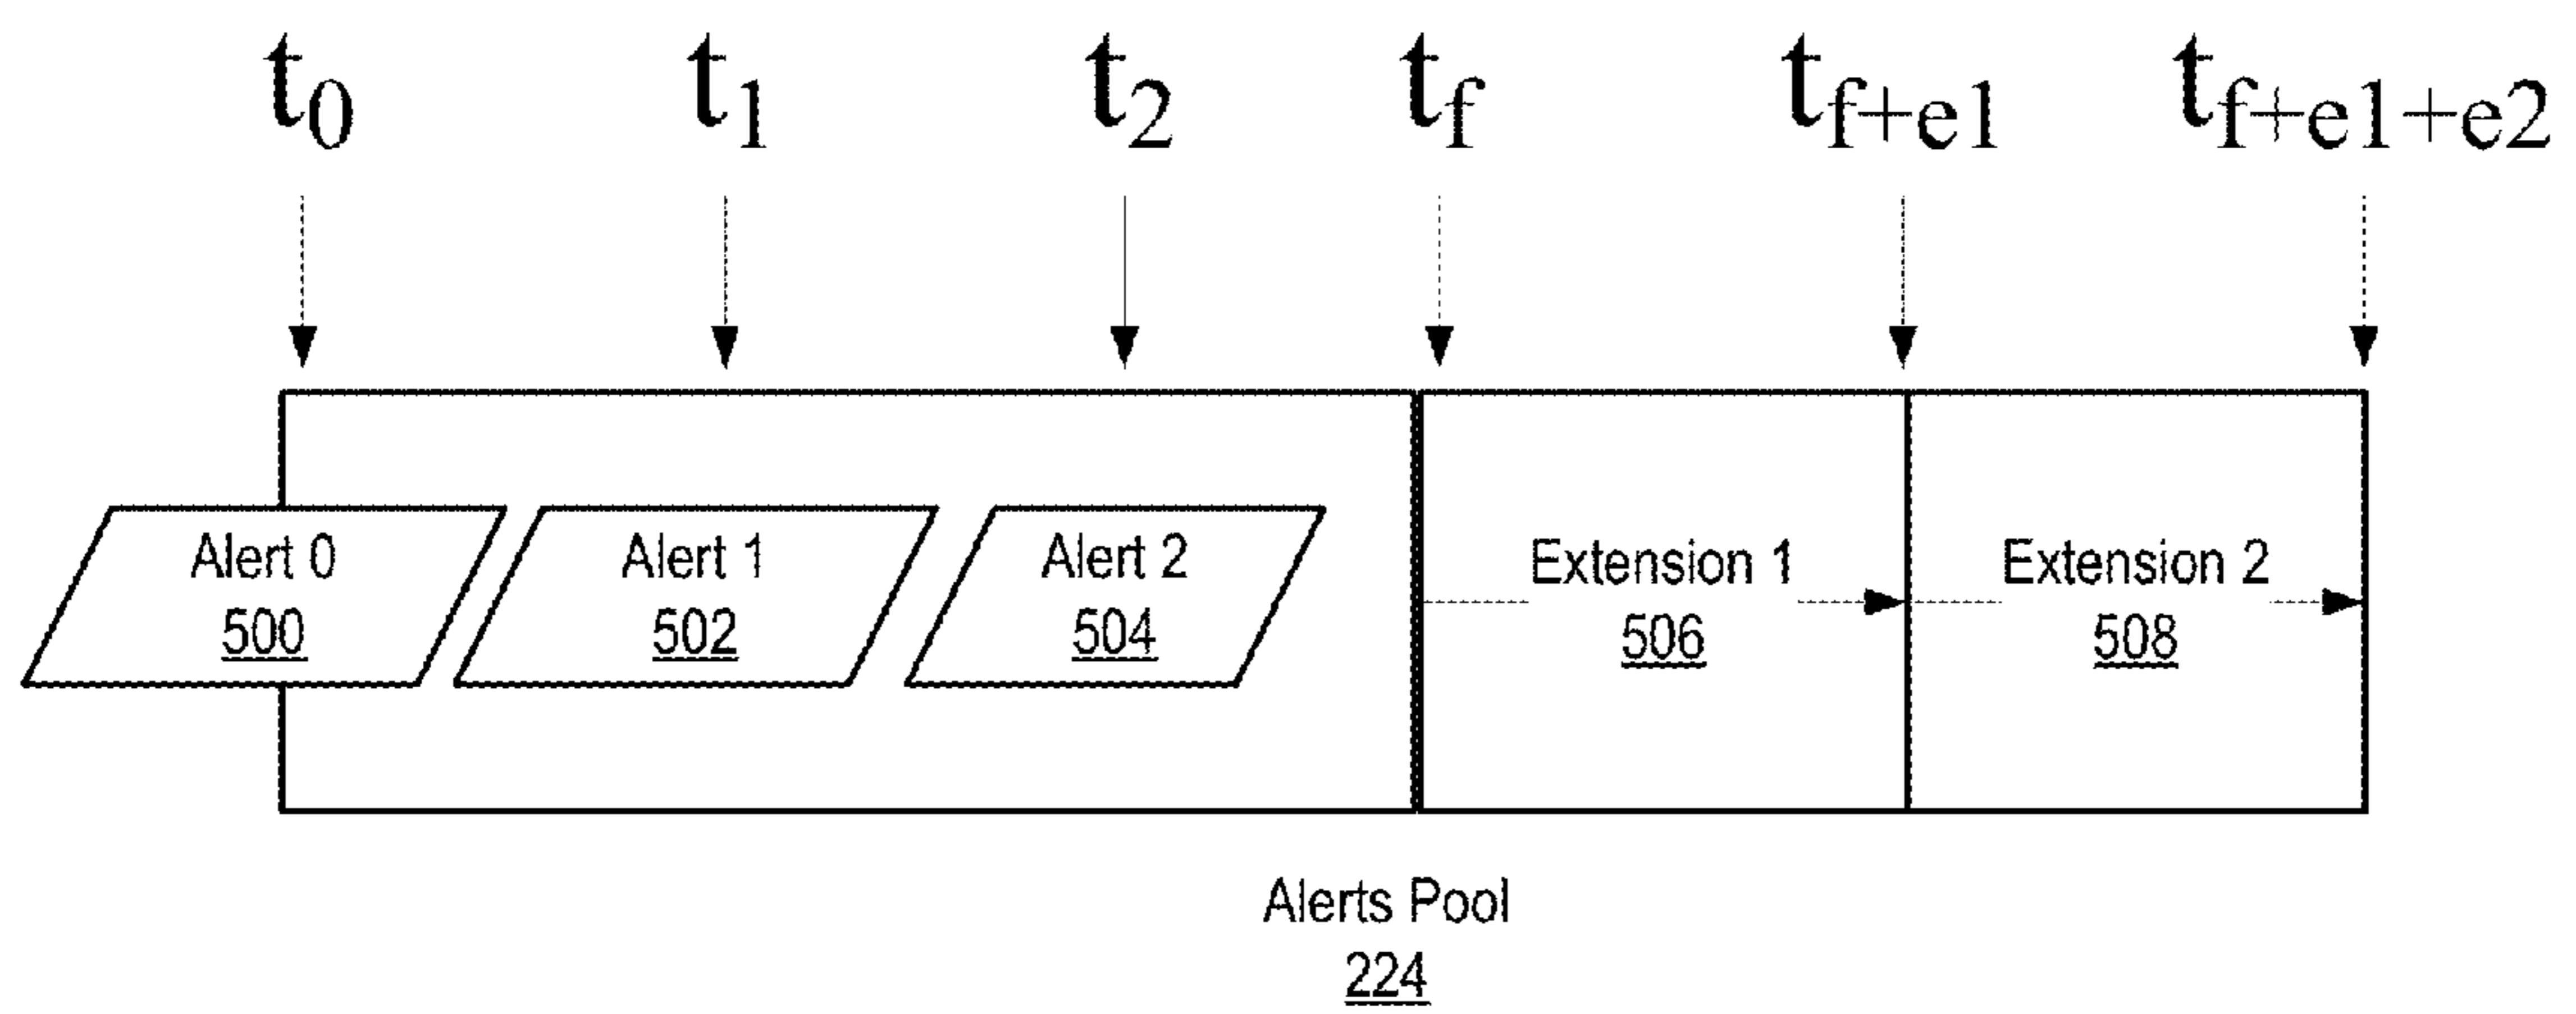 t0 t1 t2 tf tf+e1 tf+e1+e2
Alert 0
500
Alert 1
502
Alert 2
504
Extension 1
506
Extension 2
508
Alerts Pool
224